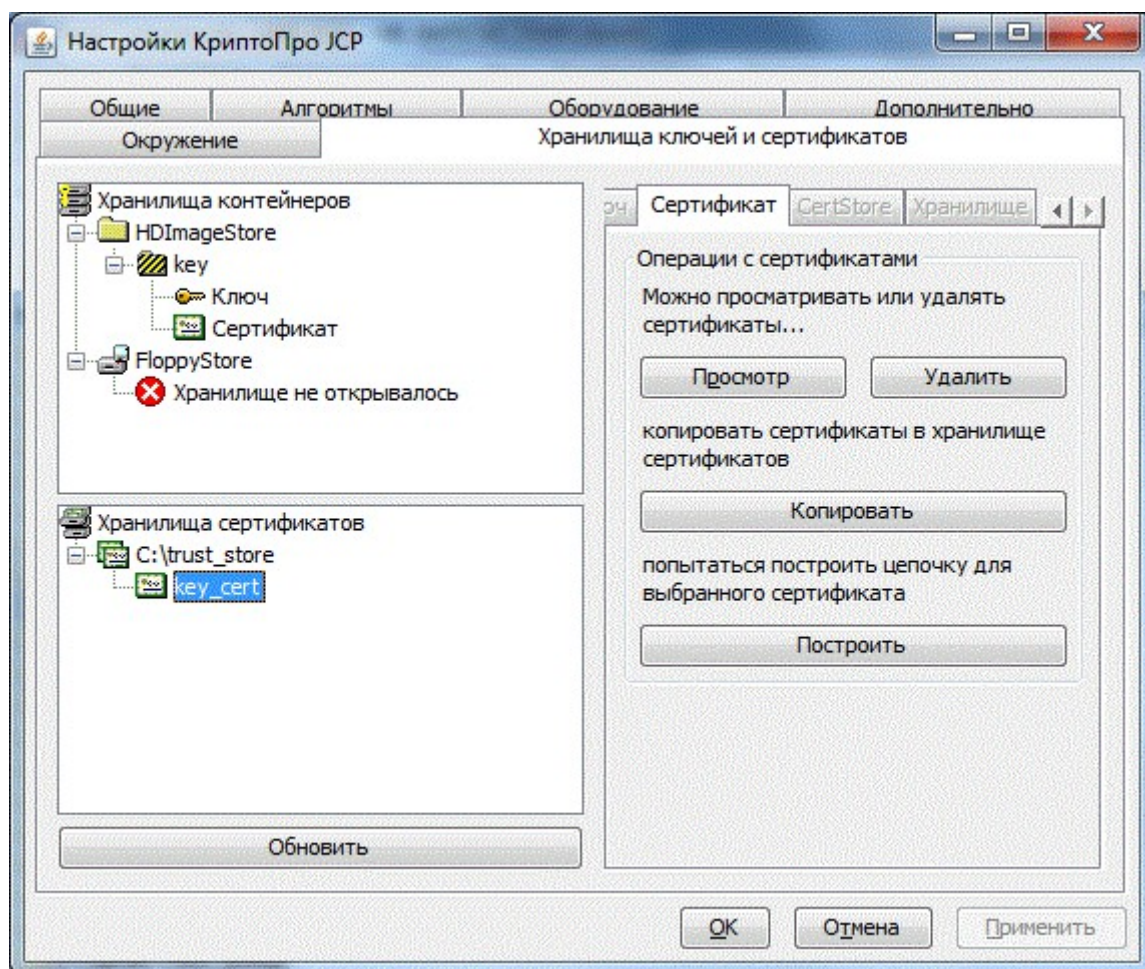 Настройки КриптоПро JCP
Общие
Алгоритмы
Оборудование
Дополнительно
Окружение
Хранилища ключей и сертификатов
Хранилища контейнеров
HDImageStore
key
Ключ
Сертификат
FloppyStore
Хранилище не открывалось
Хранилища сертификатов
C:\trust_store
key_cert
Обновить
Сертификат
CertStore
Хранилище
Операции с сертификатами
Можно просматривать или удалять
сертификаты...
Просмотр
Удалить
копировать сертификаты в хранилище
сертификатов
Копировать
попытаться построить цепочку для
выбранного сертификата
Построить
OK
Отмена
Применить